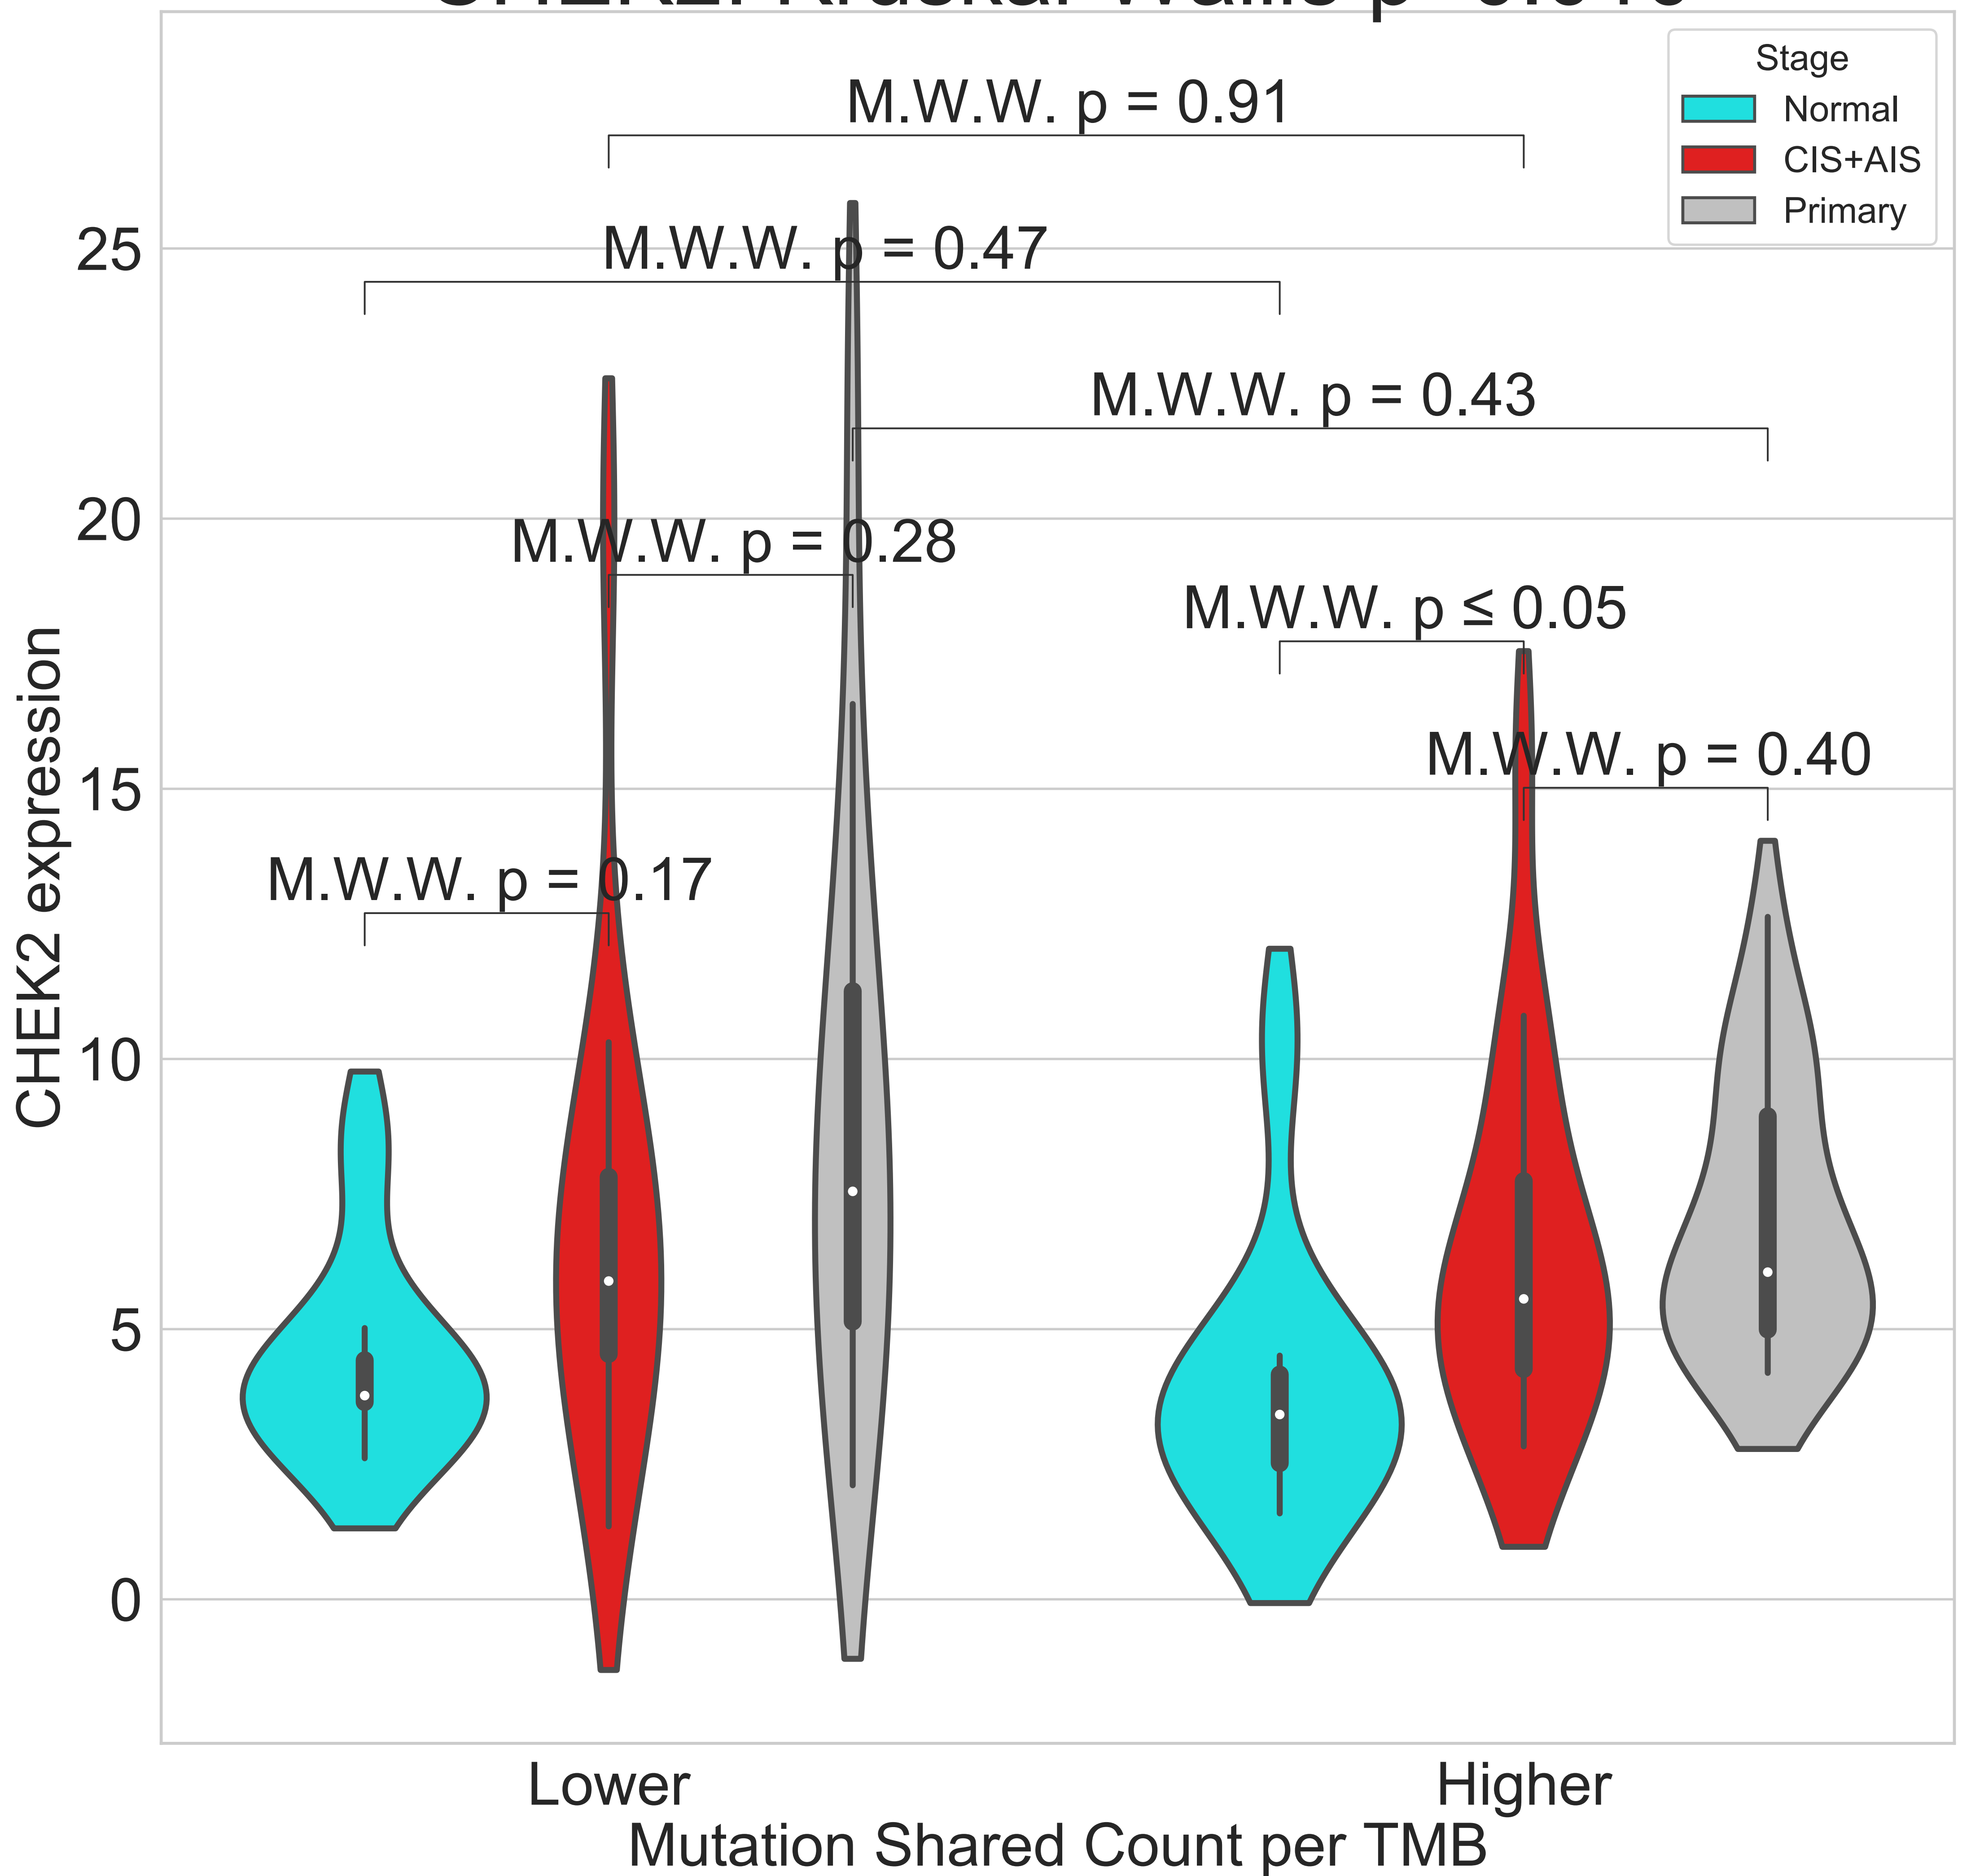 Stage
Normal
CIS+AIS
Primary
M.W.W. p = 0.91
M.W.W. p = 0.47
M.W.W. p = 0.43
M.W.W. p = 0.28
M.W.W. p ≤ 0.05
M.W.W. p = 0.40
M.W.W. p = 0.17
CHEK2 expression
25
20
15
10
5
0
Lower
Higher
Mutation Shared Count per TMB